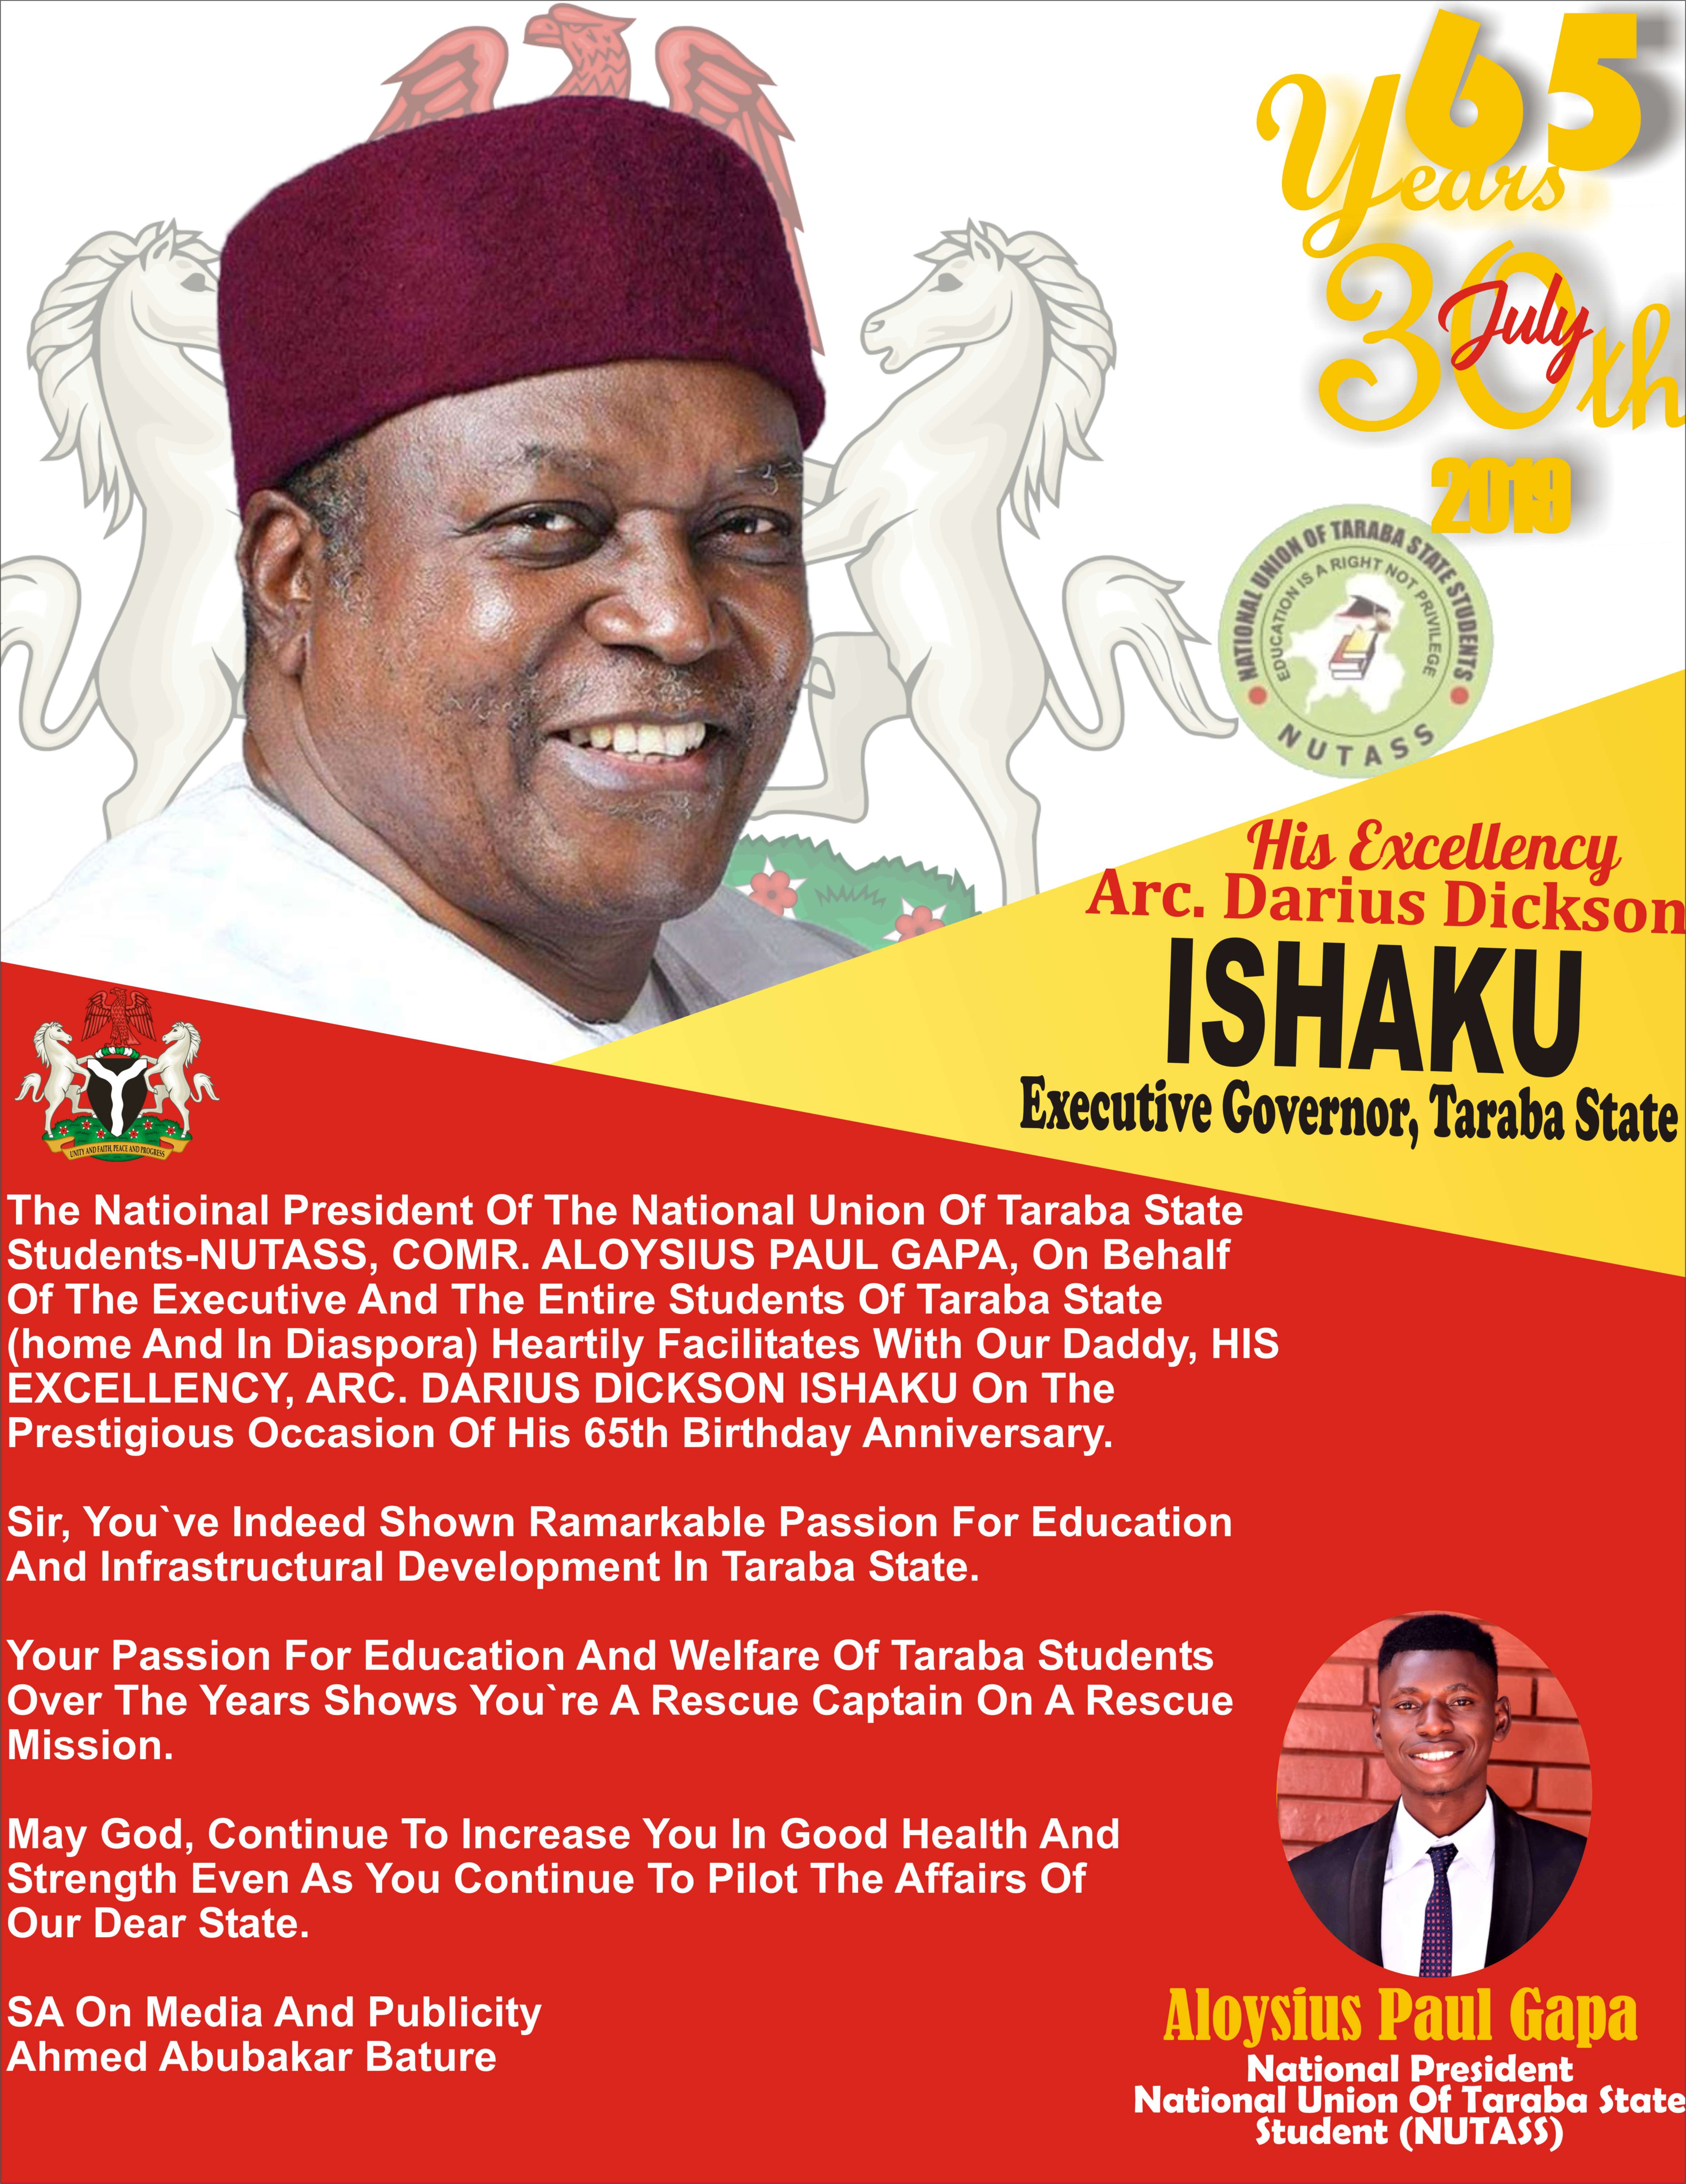 65
Years
30th
July
2019
NATIONAL UNION OF TARABA STATE STUDENTS
EDUCATION IS A RIGHT NOT PRIVILEGE
NUTASS
His Excellency
Arc. Darius Dickson
ISHAKU
Executive Governor, Taraba State
UNITY AND FAITH, PEACE AND PROGRESS
The Natioinal President Of The National Union Of Taraba State
Students-NUTASS, COMR. ALOYSIUS PAUL GAPA, On Behalf
Of The Executive And The Entire Students Of Taraba State
(home And In Diaspora) Heartily Facilitates With Our Daddy, HIS
EXCELLENCY, ARC. DARIUS DICKSON ISHAKU On The
Prestigious Occasion Of His 65th Birthday Anniversary.
Sir, You`ve Indeed Shown Ramarkable Passion For Education
And Infrastructural Development In Taraba State.
Your Passion For Education And Welfare Of Taraba Students
Over The Years Shows You`re A Rescue Captain On A Rescue
Mission.
May God, Continue To Increase You In Good Health And
Strength Even As You Continue To Pilot The Affairs Of
Our Dear State.
SA On Media And Publicity
Ahmed Abubakar Bature
Aloysius Paul Gapa
National President
National Union Of Taraba State
Student (NUTASS)